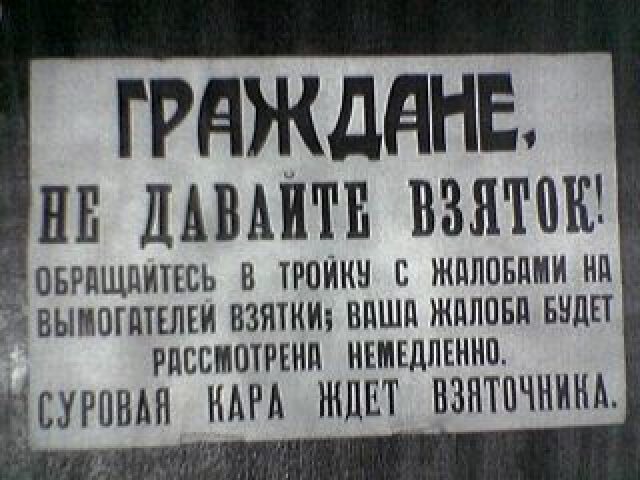 ГРАЖДАНЕ,
НЕ ДАВАЙТЕ ВЗЯТОК!
ОБРАЩАЙТЕСЬ В ТРОЙКУ С ЖАЛОБАМИ НА
ВЫМОГАТЕЛЕЙ ВЗЯТКИ; ВАША ЖАЛОБА БУДЕТ
РАССМОТРЕНА НЕМЕДЛЕННО.
СУРОВАЯ КАРА ЖДЕТ ВЗЯТОЧНИКА.